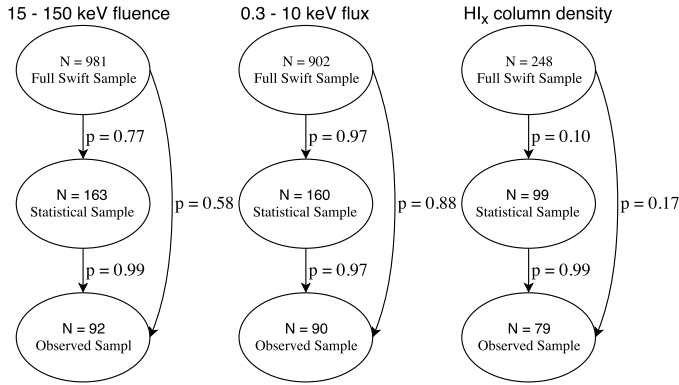 15 - 150 keV fluence
N = 981
Full Swift Sample
p = 0.77
N = 163
Statistical Sample
p = 0.58
p = 0.99
N = 92
Observed Sampl
0.3 - 10 keV flux
N = 902
Full Swift Sample
p = 0.97
N = 160
Statistical Sample
p = 0.88
p = 0.97
N = 90
Observed Sample
HIx column density
N = 248
Full Swift Sample
p = 0.10
N = 99
Statistical Sample
p = 0.17
p = 0.99
N = 79
Observed Sample